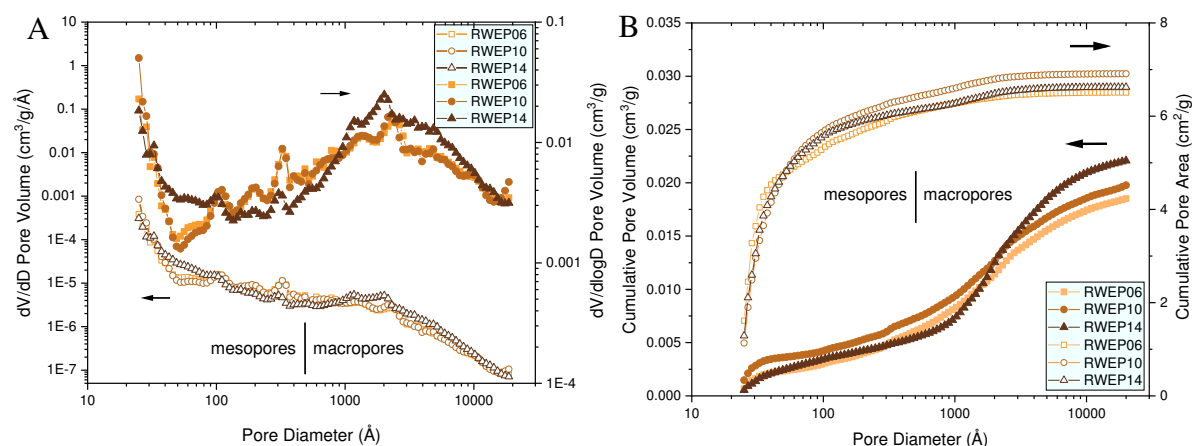 A
dV/dD Pore Volume (cm³/g/Å)
1
0.1
0.01
0.001
1E-4
1E-5
1E-6
1E-7
10
100
1000
10000
Pore Diameter (Å)
0.1
0.01
0.001
1E-4
dV/dlogD Pore Volume (cm³/g)
RWEP06
RWEP10
RWEP14
RWEP06
RWEP10
RWEP14
mesopores
macropores
B
Cumulative Pore Volume (cm³/g)
0.035
0.030
0.025
0.020
0.015
0.010
0.005
0.000
10
100
1000
10000
Pore Diameter (Å)
8
6
4
2
0
Cumulative Pore Area (cm²/g)
mesopores
macropores
RWEP06
RWEP10
RWEP14
RWEP06
RWEP10
RWEP14